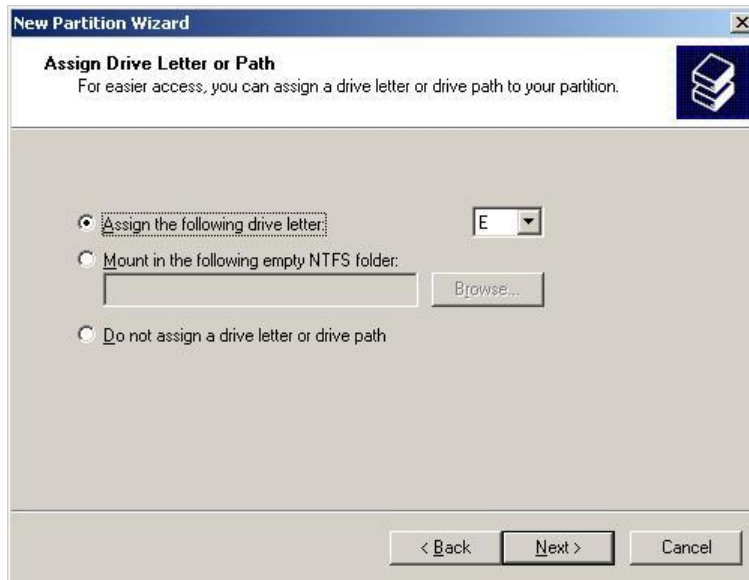 New Partition Wizard
Assign Drive Letter or Path
For easier access, you can assign a drive letter or drive path to your partition.
Assign the following drive letter: E
Mount in the following empty NTFS folder:
Browse...
Do not assign a drive letter or drive path
< Back Next > Cancel